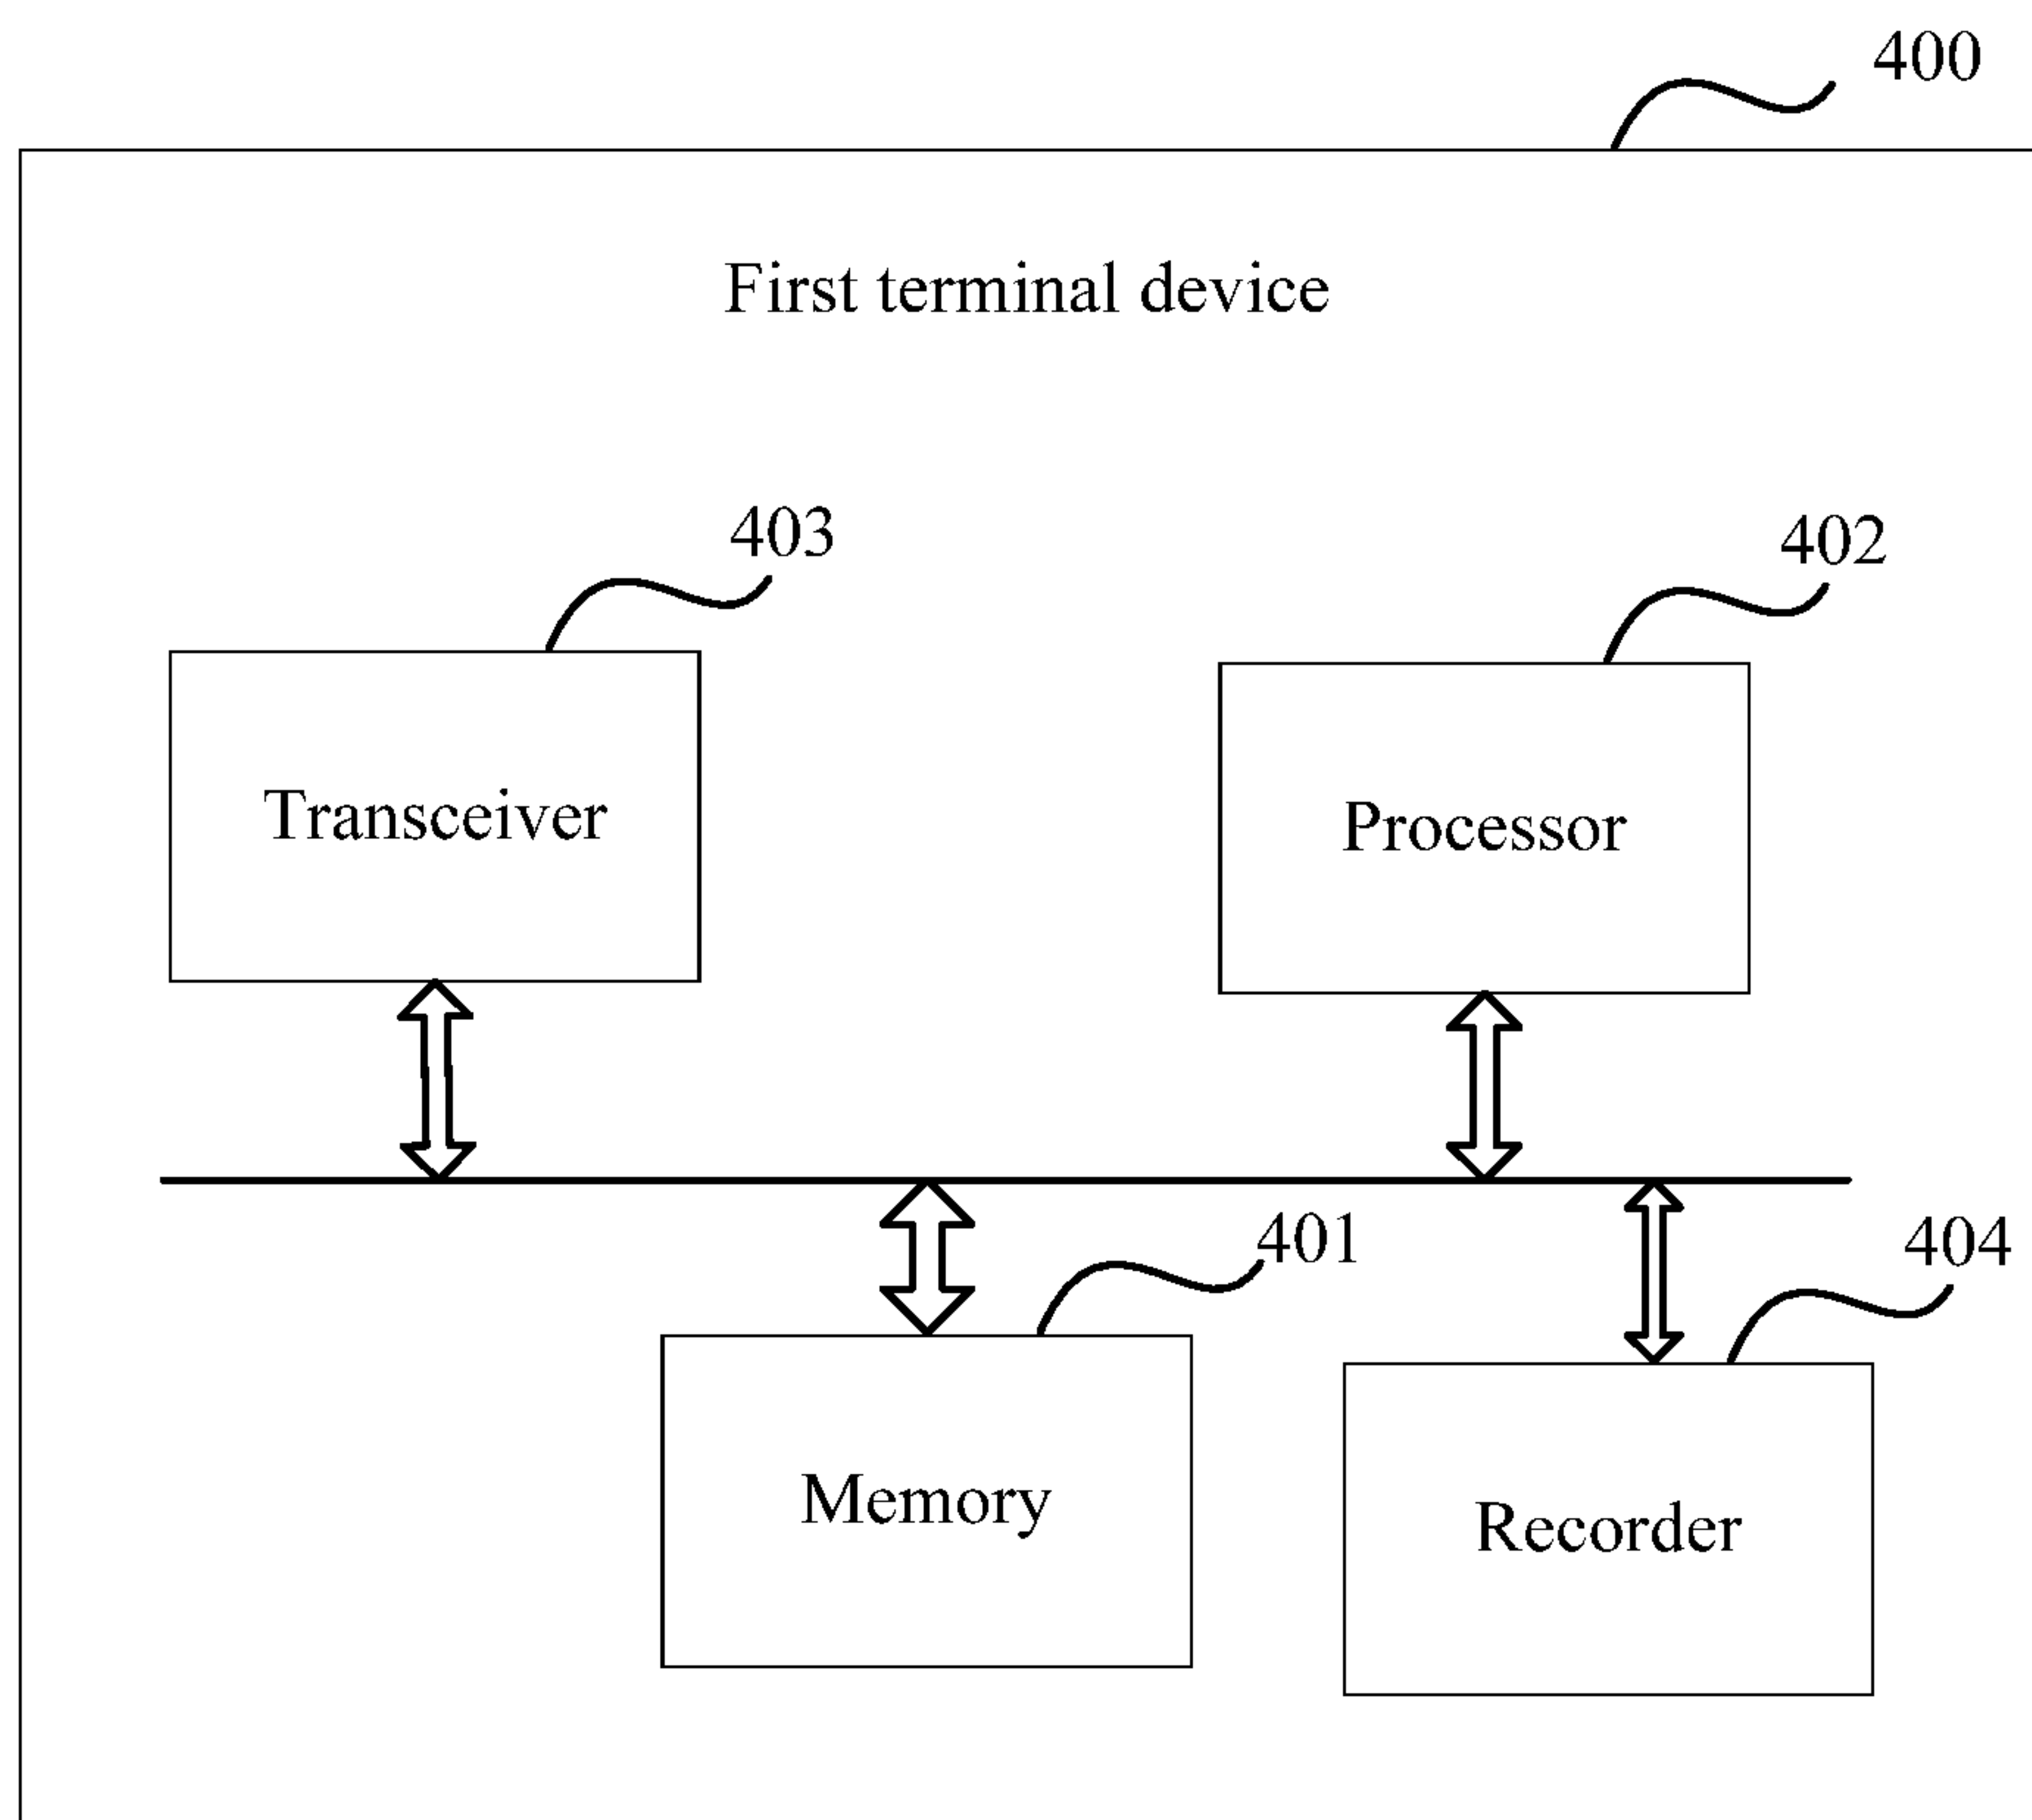 400
First terminal device
403
402
Transceiver
Processor
401
404
Memory
Recorder